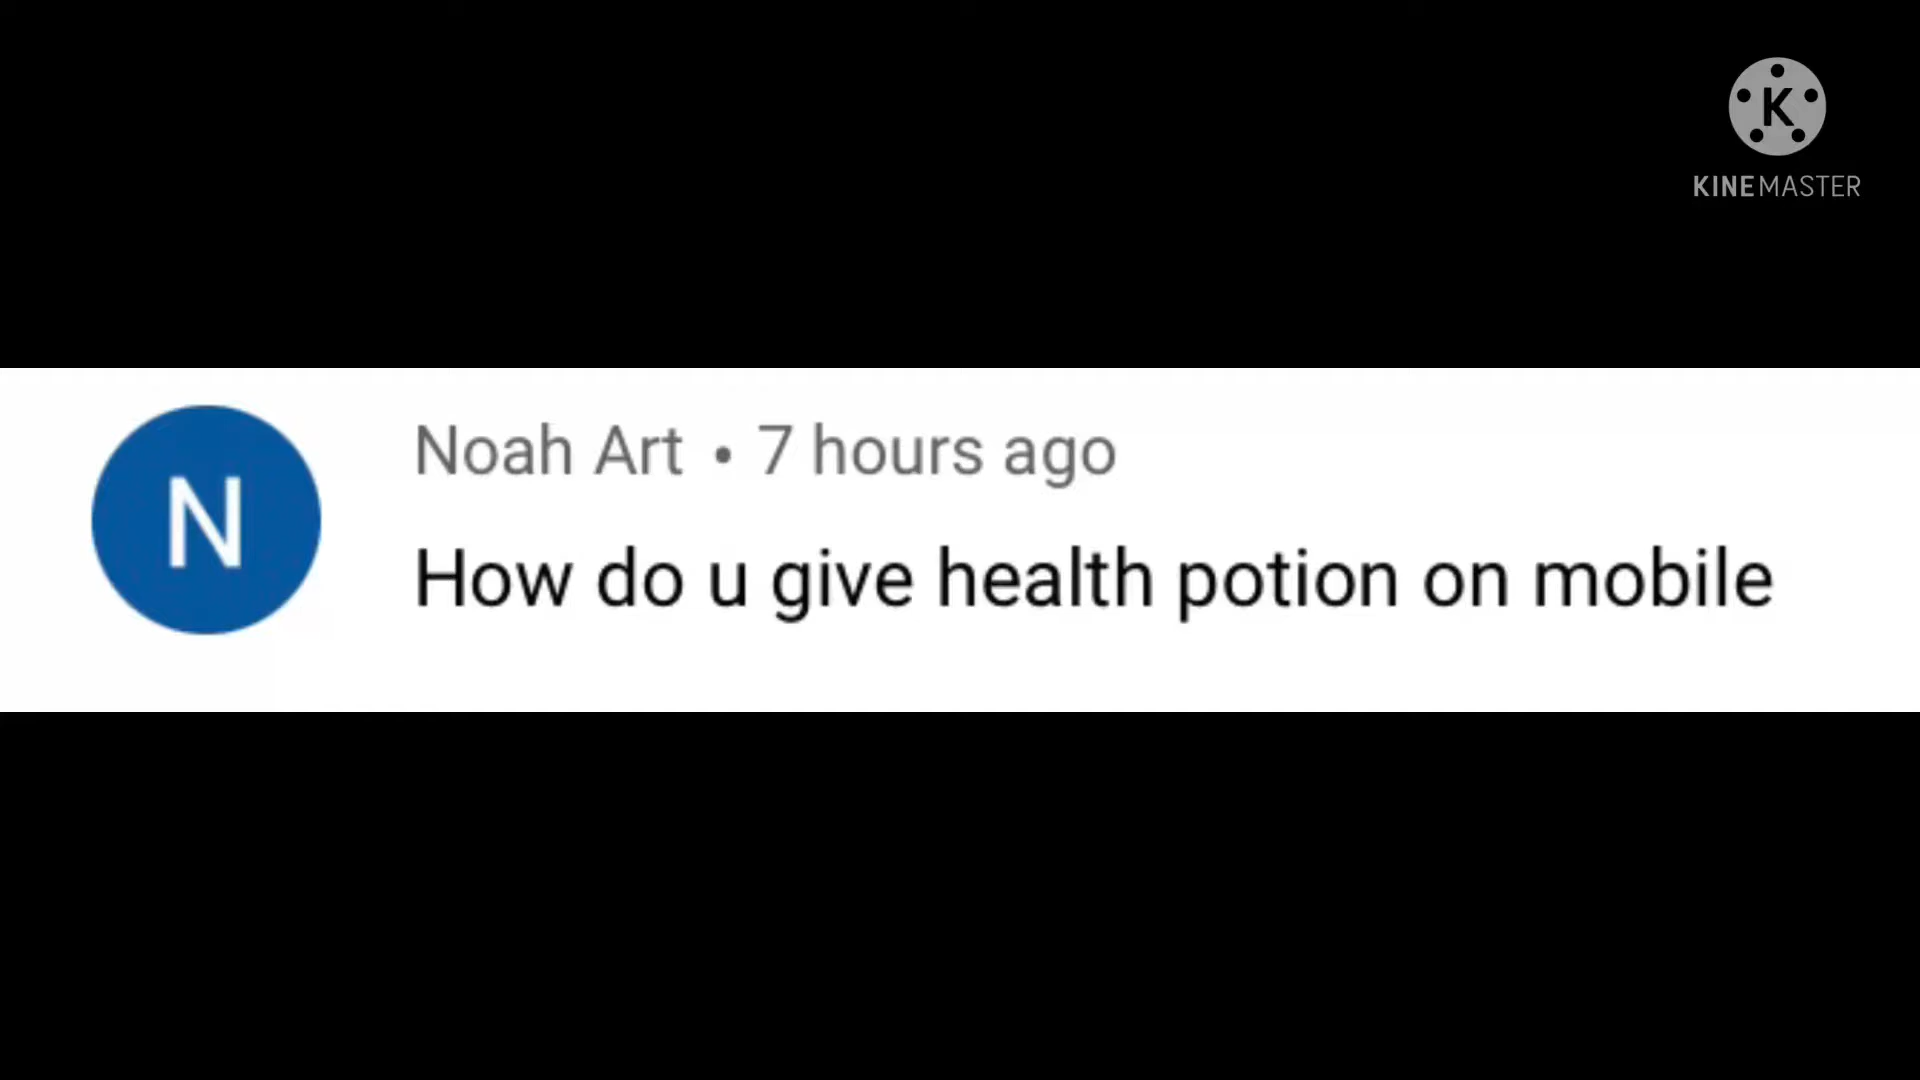 K
KINEMASTER
N
Noah Art • 7 hours ago
How do u give health potion on mobile